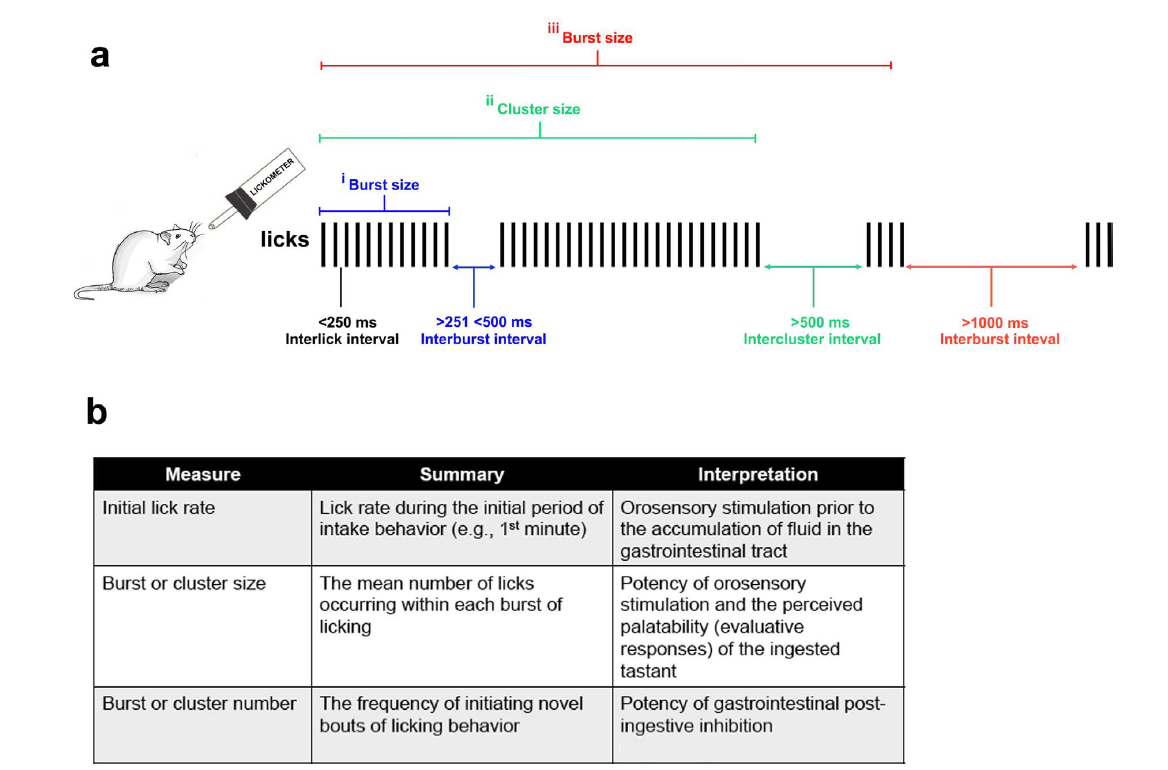 a
iii Burst size
ii Cluster size
LICKOMETER
i Burst size
licks
<250 ms
Interlick interval
>251 <500 ms
Interburst interval
>500 ms
Intercluster interval
>1000 ms
Interburst inteval
b
Measure
Summary
Interpretation
Initial lick rate
Lick rate during the initial period of
intake behavior (e.g., 1st minute)
Orosensory stimulation prior to
the accumulation of fluid in the
gastrointestinal tract
Burst or cluster size
The mean number of licks
occurring within each burst of
licking
Potency of orosensory
stimulation and the perceived
palatability (evaluative
responses) of the ingested
tastant
Burst or cluster number
The frequency of initiating novel
bouts of licking behavior
Potency of gastrointestinal post-
ingestive inhibition